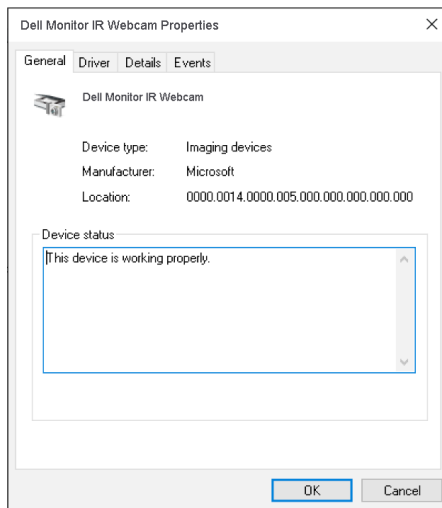 Dell Monitor IR Webcam Properties
General Driver Details Events
Dell Monitor IR Webcam
Device type: Imaging devices
Manufacturer: Microsoft
Location: 0000.0014.0000.005.000.000.000.000.000
Device status
This device is working properly.
OK Cancel